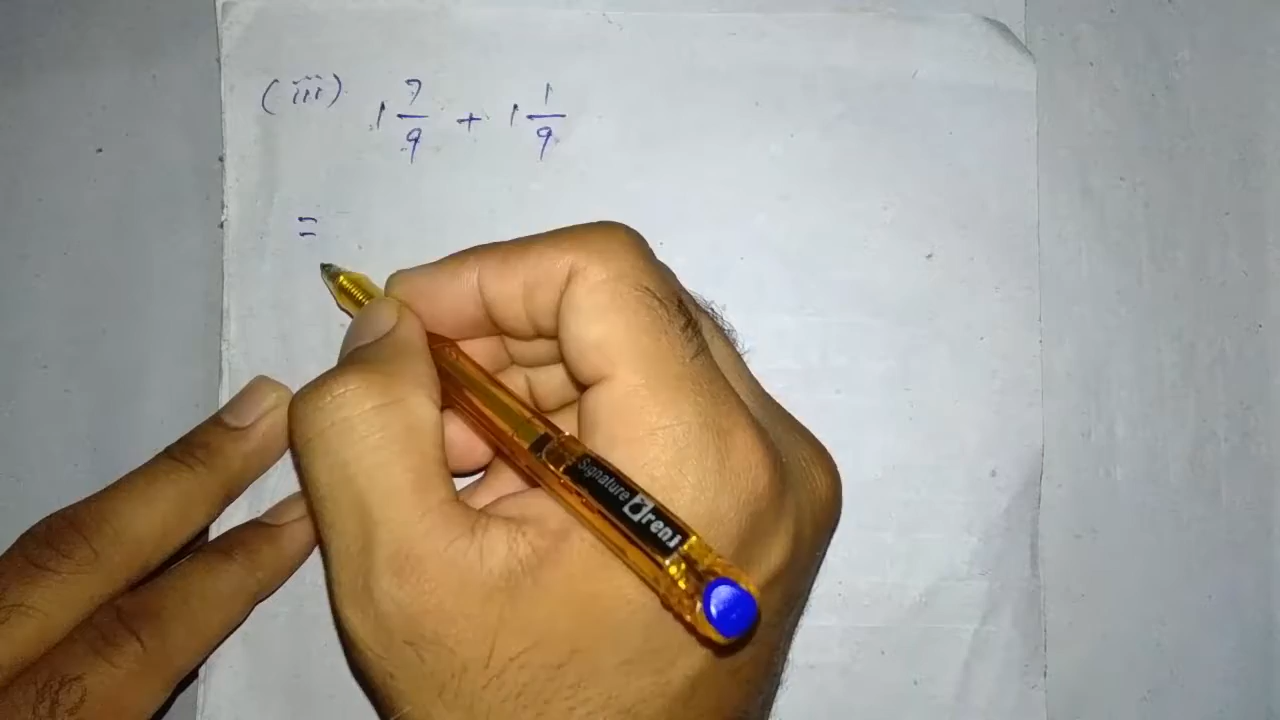 (iii) 1 7/9 + 1 1/9
=
Signature